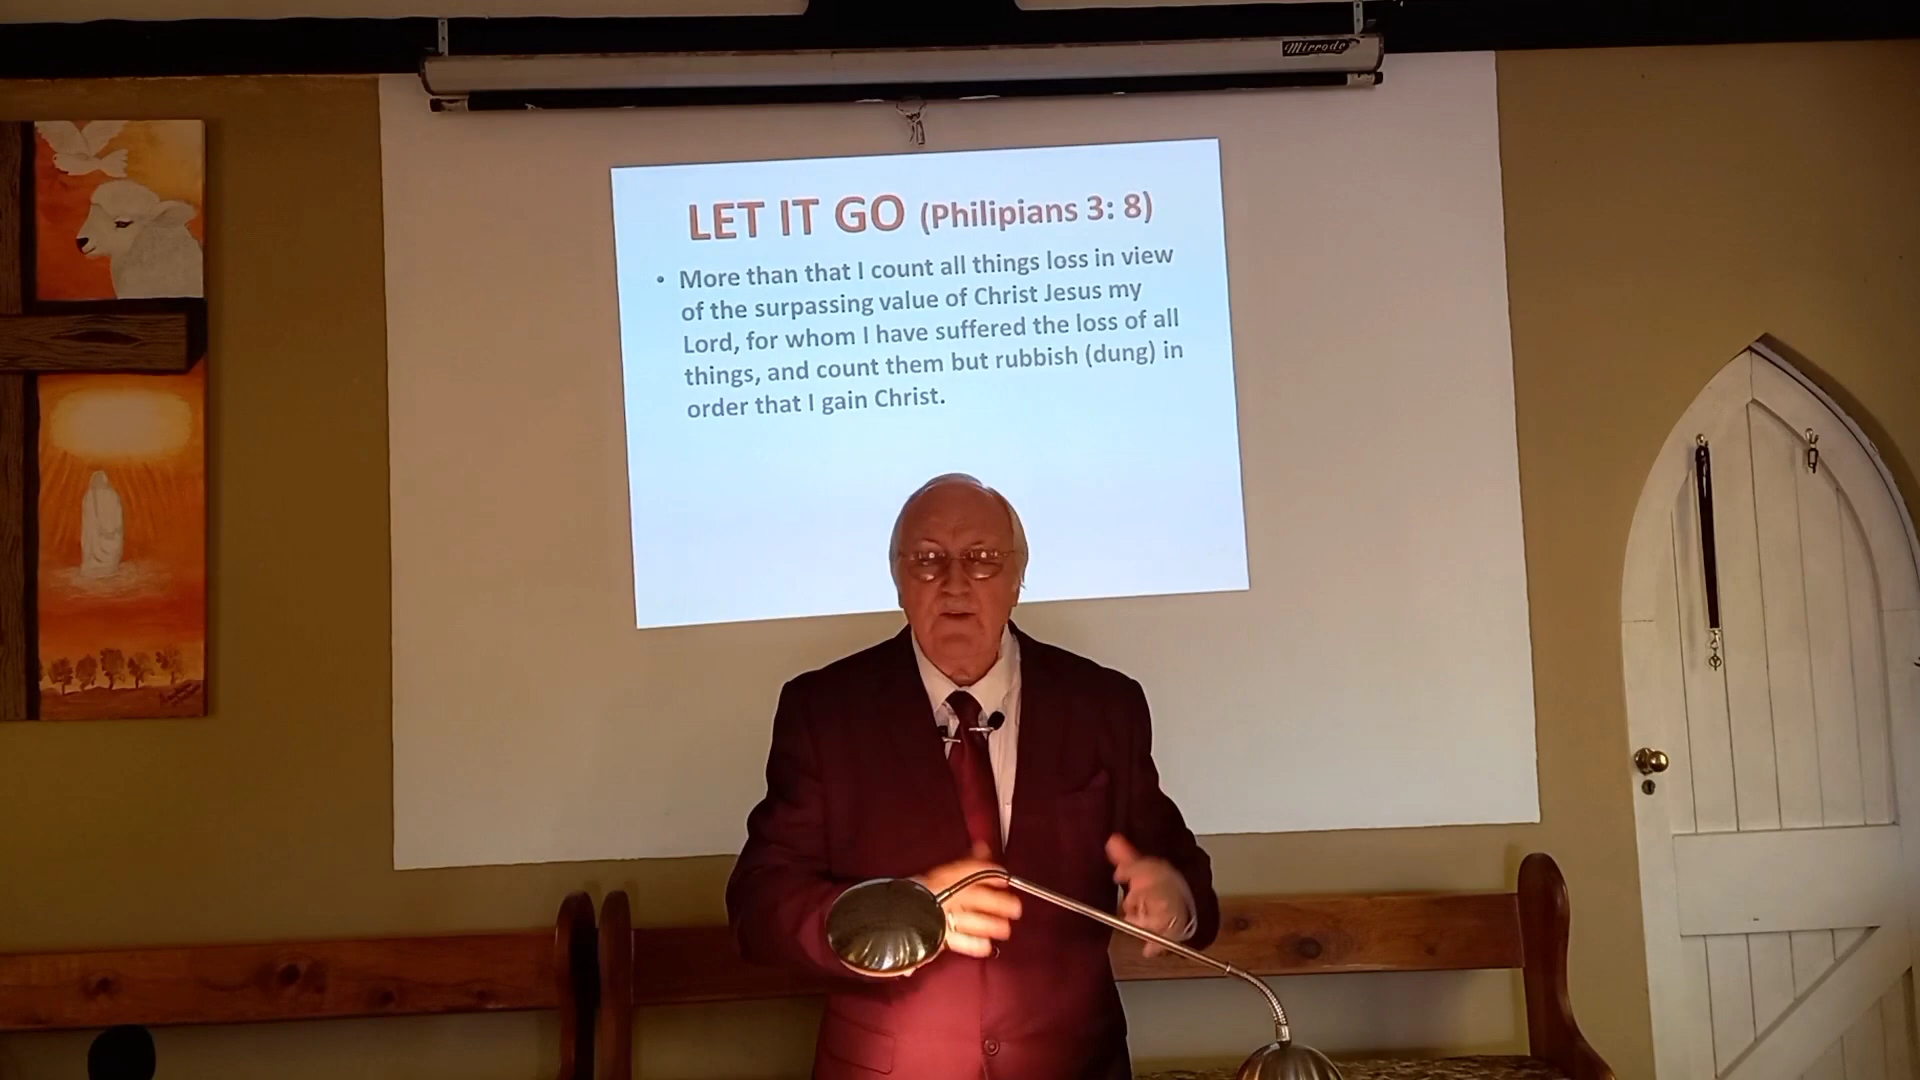 Mirrodo
LET IT GO (Philipians 3: 8)
• More than that I count all things loss in view
of the surpassing value of Christ Jesus my
Lord, for whom I have suffered the loss of all
things, and count them but rubbish (dung) in
order that I gain Christ.